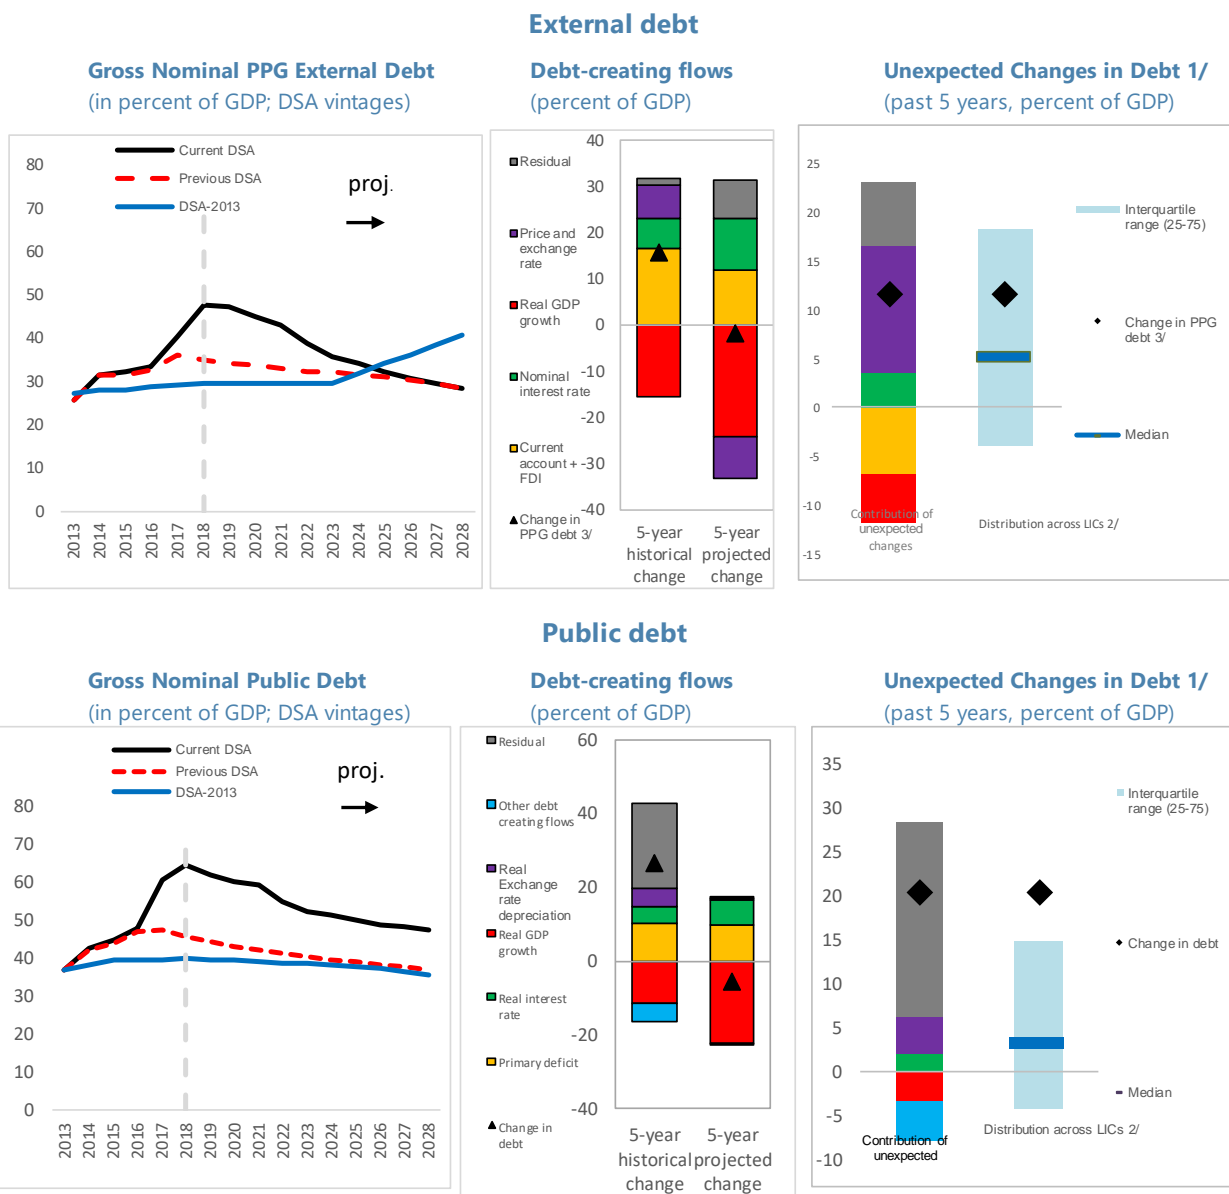 External debt
Gross Nominal PPG External Debt
(in percent of GDP; DSA vintages)
Current DSA
Previous DSA
DSA-2013
proj.
80
70
60
50
40
30
20
10
0
2013
2014
2015
2016
2017
2018
2019
2020
2021
2022
2023
2024
2025
2026
2027
2028
Debt-creating flows
(percent of GDP)
Residual
Price and
exchange
rate
Real GDP
growth
Nominal
interest rate
Current
account +
FDI
Change in
PPG debt 3/
40
30
20
10
0
-10
-20
-30
-40
5-year
historical
change
5-year
projected
change
Unexpected Changes in Debt 1/
(past 5 years, percent of GDP)
25
20
15
10
5
0
-5
-10
-15
Contribution of
unexpected
changes
Distribution across LICs 2/
Interquartile
range (25-75)
Change in PPG
debt 3/
Median
Public debt
Gross Nominal Public Debt
(in percent of GDP; DSA vintages)
Current DSA
Previous DSA
DSA-2013
proj.
80
70
60
50
40
30
20
10
0
2013
2014
2015
2016
2017
2018
2019
2020
2021
2022
2023
2024
2025
2026
2027
2028
Debt-creating flows
(percent of GDP)
Residual
Other debt
creating flows
Real
Exchange
rate
depreciation
Real GDP
growth
Real interest
rate
Primary deficit
Change in
debt
60
40
20
0
-20
-40
5-year
historical
change
5-year
projected
change
Unexpected Changes in Debt 1/
(past 5 years, percent of GDP)
35
30
25
20
15
10
5
0
-5
-10
Contribution of
unexpected
Distribution across LICs 2/
Interquartile
range (25-75)
Change in debt
Median